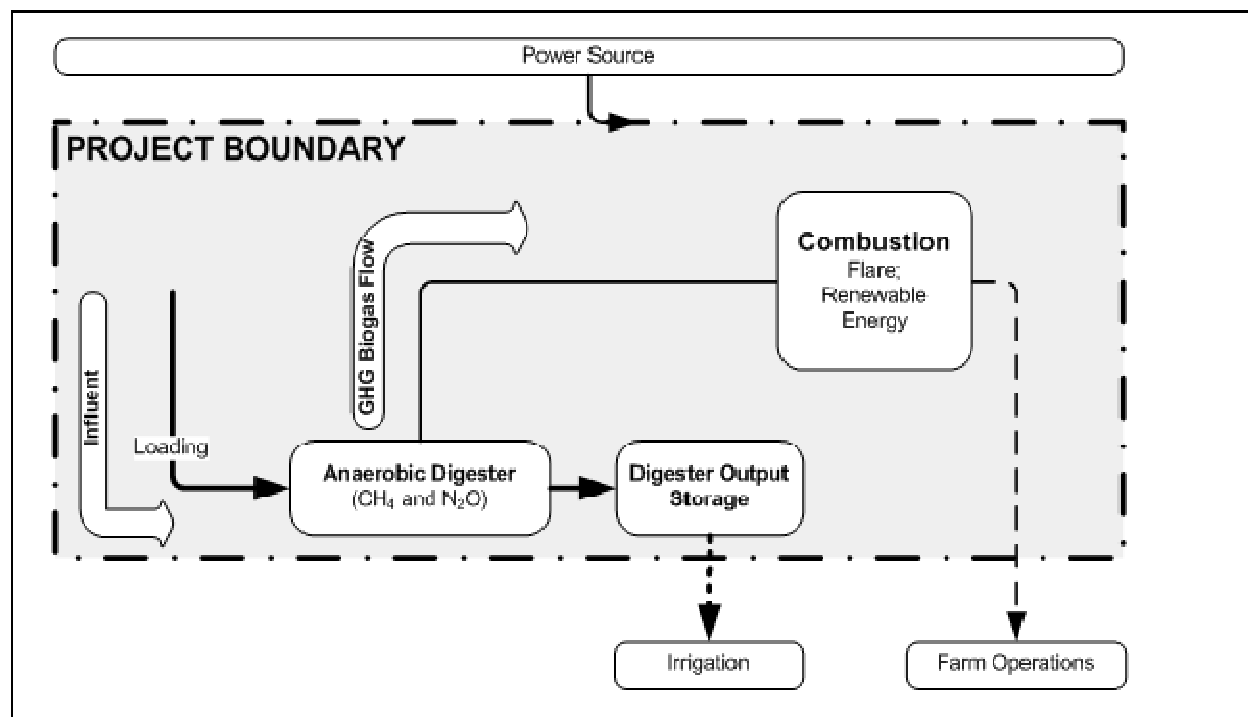 Power Source
PROJECT BOUNDARY
Combustion
Flare;
Renewable
Energy
GHG Biogas Flow
Influent
Loading
Anaerobic Digester
(CH₄ and N₂O)
Digester Output
Storage
Irrigation
Farm Operations